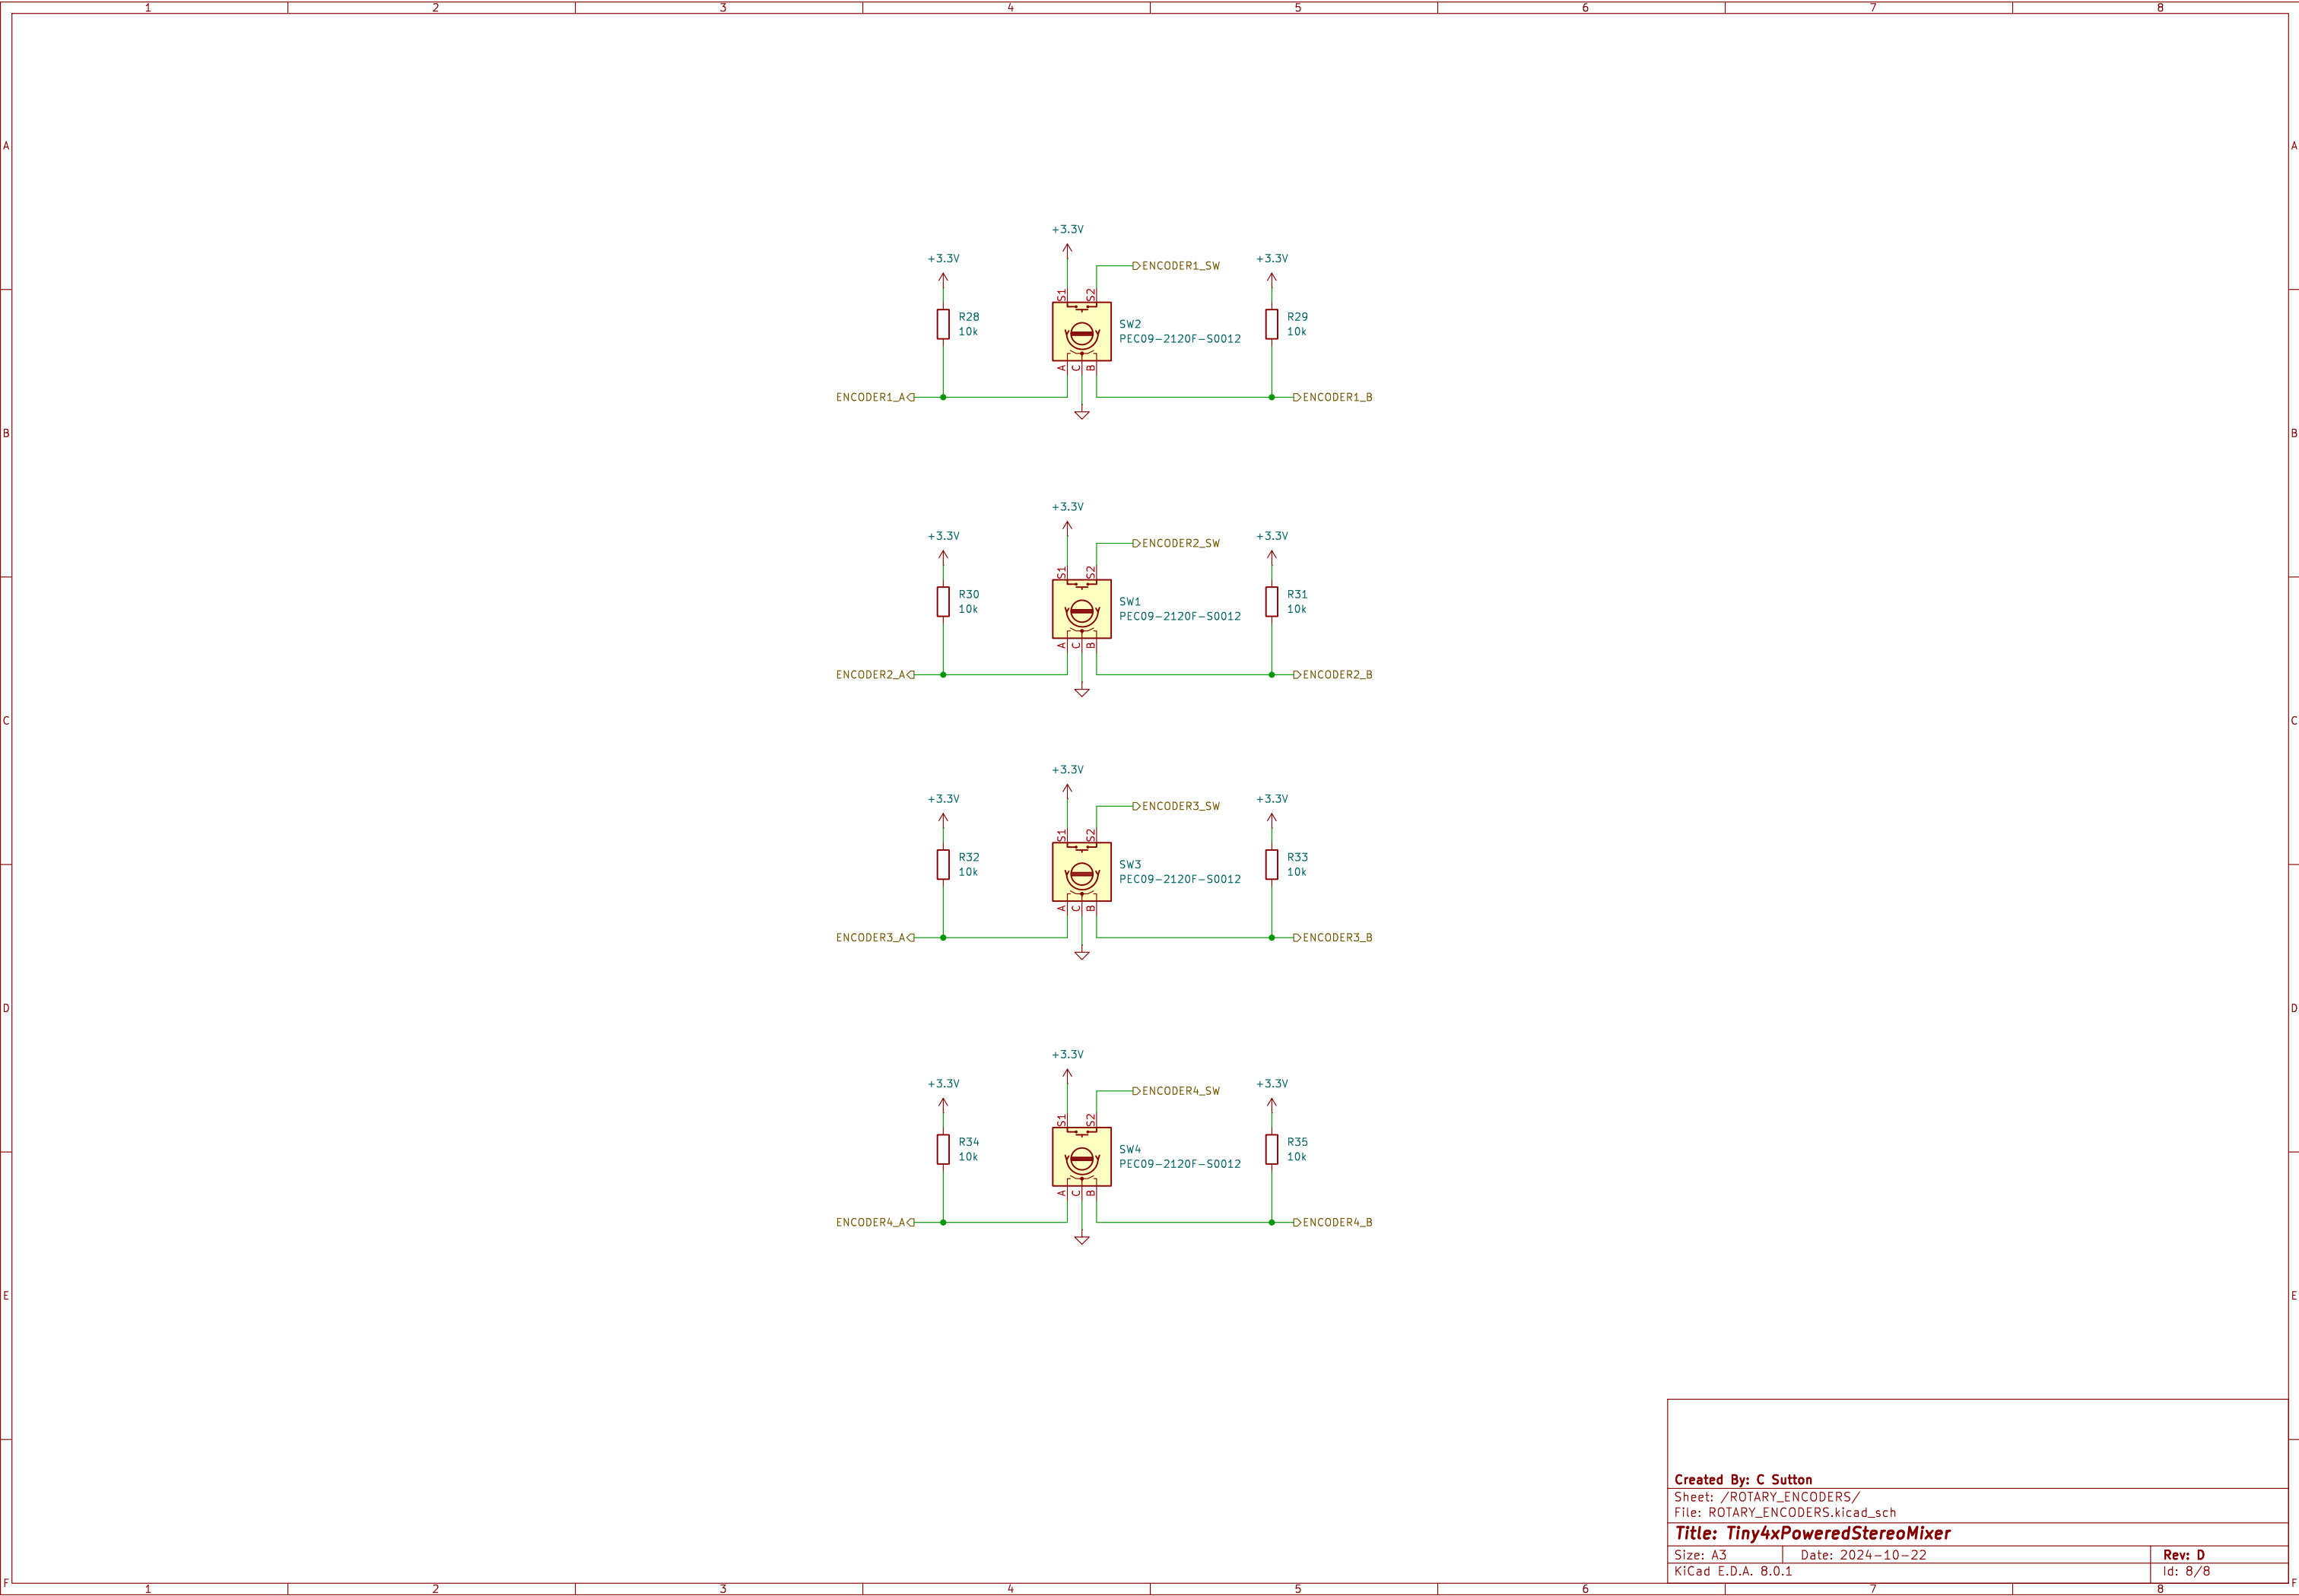 1 2 3 4 5 6 7 8
A A
+3.3V
+3.3V +3.3V
ENCODER1_SW
S1 S2
R28 R29
10k 10k
SW2
PEC09-2120F-S0012
A C B
ENCODER1_A ENCODER1_B
B B
+3.3V
+3.3V +3.3V
ENCODER2_SW
S1 S2
R30 R31
10k 10k
SW1
PEC09-2120F-S0012
A C B
ENCODER2_A ENCODER2_B
C C
+3.3V
+3.3V +3.3V
ENCODER3_SW
S1 S2
R32 R33
10k 10k
SW3
PEC09-2120F-S0012
A C B
ENCODER3_A ENCODER3_B
D D
+3.3V
+3.3V +3.3V
ENCODER4_SW
S1 S2
R34 R35
10k 10k
SW4
PEC09-2120F-S0012
A C B
ENCODER4_A ENCODER4_B
E E
Created By: C Sutton
Sheet: /ROTARY_ENCODERS/
File: ROTARY_ENCODERS.kicad_sch
Title: Tiny4xPoweredStereoMixer
Size: A3 Date: 2024-10-22 Rev: D
KiCad E.D.A. 8.0.1 Id: 8/8
F F
1 2 3 4 5 6 7 8